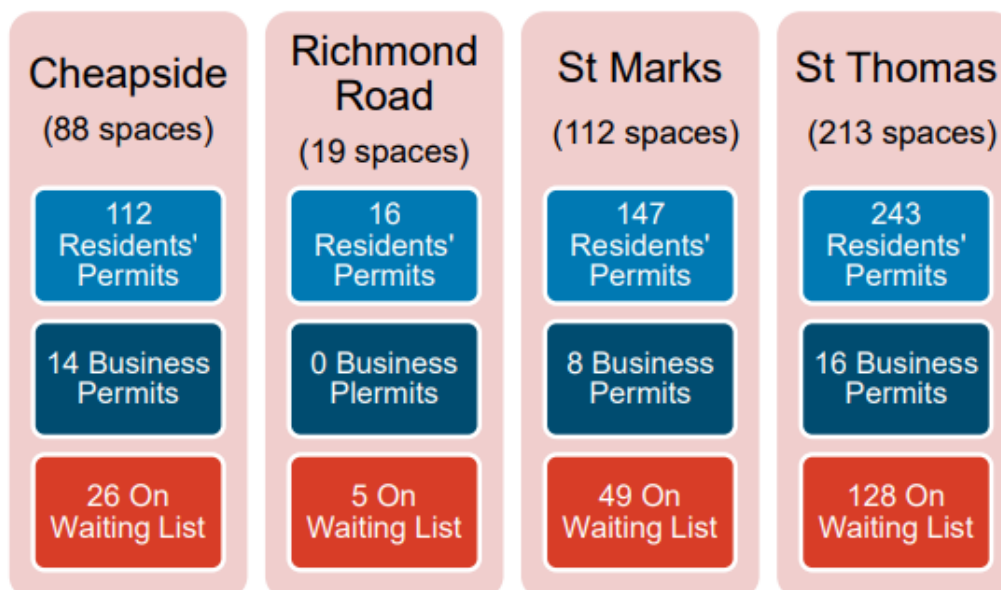 Cheapside
(88 spaces)
112
Residents'
Permits
14 Business
Permits
26 On
Waiting List
Richmond
Road
(19 spaces)
16
Residents'
Permits
0 Business
Plermits
5 On
Waiting List
St Marks
(112 spaces)
147
Residents'
Permits
8 Business
Permits
49 On
Waiting List
St Thomas
(213 spaces)
243
Residents'
Permits
16 Business
Permits
128 On
Waiting List